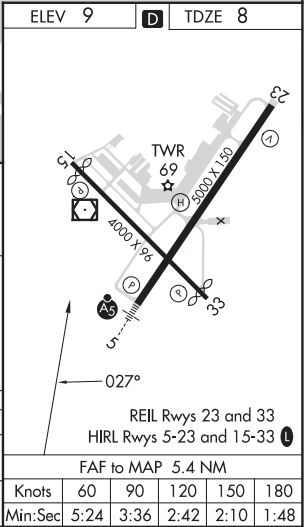 ELEV 9 D TDZE 8
23
V
15
P
TWR
69
H
5000 X 150
X
4000 X 96
P
P
33
A5
5
027°
REIL Rwys 23 and 33
HIRL Rwys 5-23 and 15-33 L
FAF to MAP 5.4 NM
Knots 60 90 120 150 180
Min:Sec 5:24 3:36 2:42 2:10 1:48